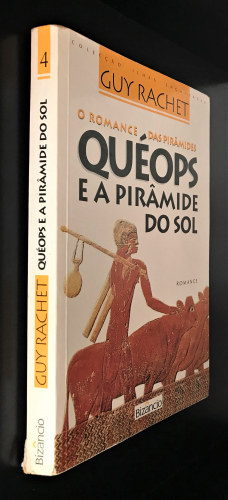 GUY RACHET
O ROMANCE DAS PIRÂMIDES
QUÉOPS
E A PIRÂMIDE
DO SOL
ROMANCE
Bizâncio
4
QUÉOPS E A PIRÂMIDE DO SOL
GUY RACHET
Bizâncio